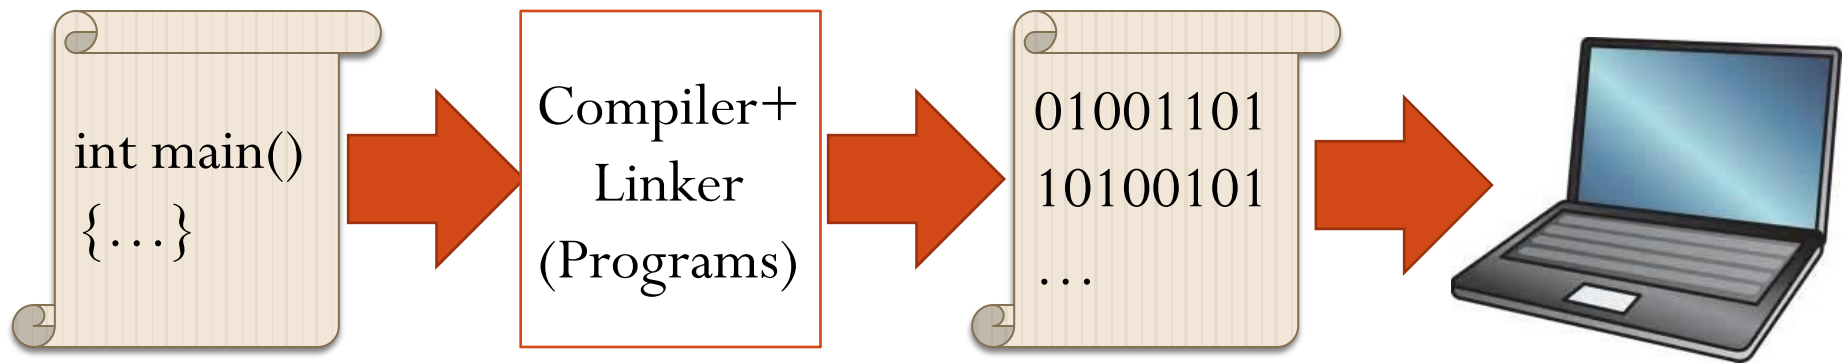 int main()
{...}
Compiler+
Linker
(Programs)
01001101
10100101
...